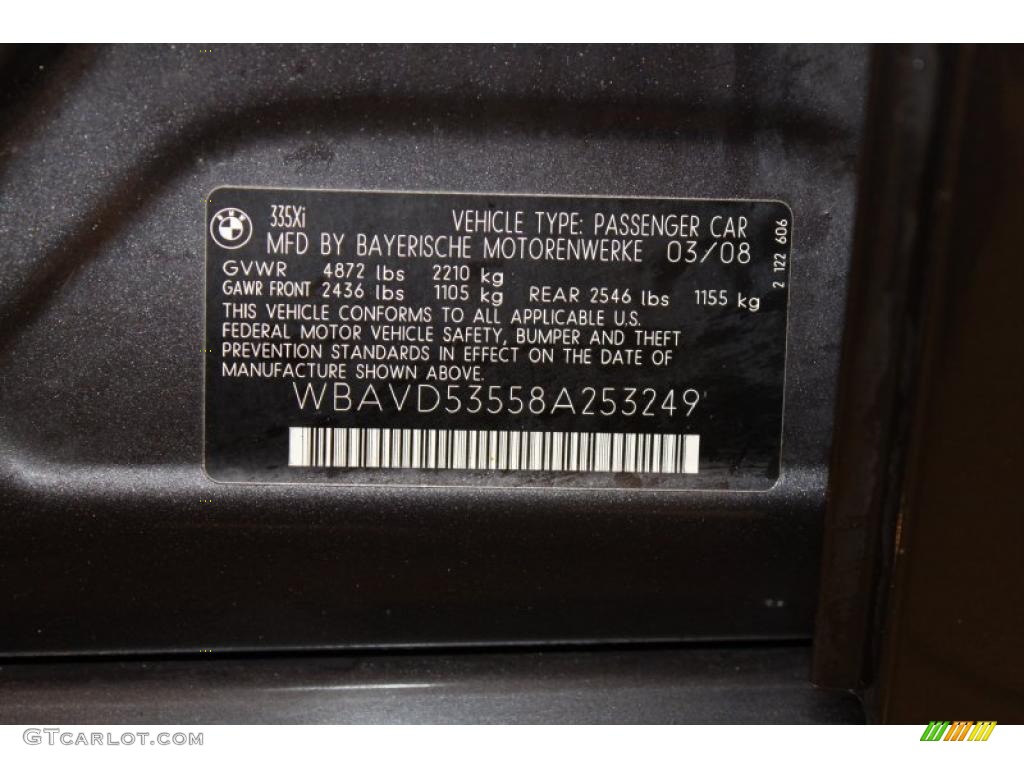 335Xi VEHICLE TYPE: PASSENGER CAR
MFD BY BAYERISCHE MOTORENWERKE 03/08
GVWR 4872 lbs 2210 kg
GAWR FRONT 2436 lbs 1105 kg REAR 2546 lbs 1155 kg
THIS VEHICLE CONFORMS TO ALL APPLICABLE U.S.
FEDERAL MOTOR VEHICLE SAFETY, BUMPER AND THEFT
PREVENTION STANDARDS IN EFFECT ON THE DATE OF
MANUFACTURE SHOWN ABOVE.
WBAVD53558A253249
2 122 606
GTCarlot.com